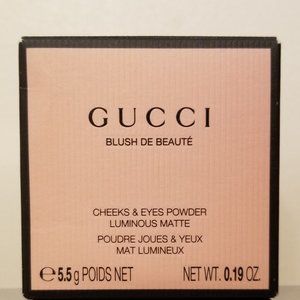 GUCCI
BLUSH DE BEAUTÉ
CHEEKS & EYES POWDER
LUMINOUS MATTE
POUDRE JOUES & YEUX
MAT LUMINEUX
℮ 5.5 g POIDS NET NET WT. 0.19 OZ.